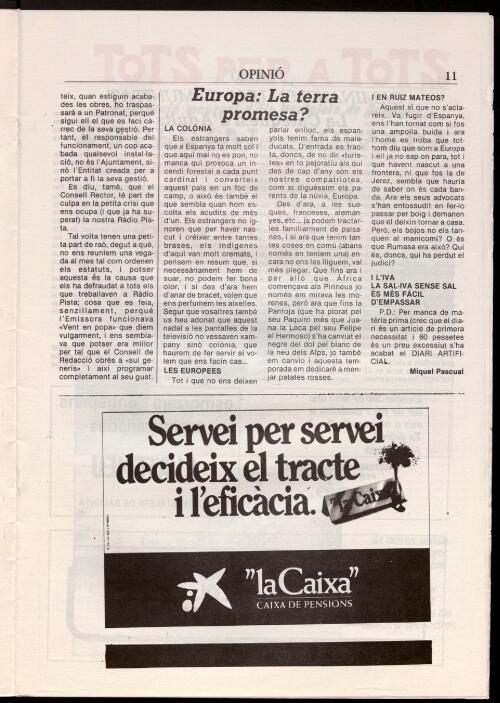 OPINIÓ
11
teix, quan estiguin acaba-
des les obres, ho traspas-
sarà a un Patronat, perquè
sigui ell el que es faci càr-
rec de la seva gestió. Per
tant, el responsable del
funcionament, un cop aca-
bada qualsevol instal·la-
ció, no és l'Ajuntament, si-
nó l'Entitat creada per a
portar a fi la seva gestió.
Es diu, també, que el
Consell Rector, té part de
culpa en la petita crisi que
ens ocupa (i que ja ha su-
perat) la nostra Ràdio Pis-
ta.
Tal volta tenen una peti-
ta part de raó, degut a què,
no ens reuniem una vega-
da al mes tal com ordenen
els estatuts, i potser
aquesta és la causa que
els ha defraudat a tots els
que treballaven a Ràdio
Pista; cosa que es feia,
senzillament, perquè
l'Emissora funcionava
«Vent en popa» que diem
vulgarment, i ens sembla-
va que potser era millor
per tal que el Consell de
Redacció obrés a «sui ge-
neris» i així programar
completament al seu gust.
Europa: La terra
promesa?
LA COLÒNIA
Els estrangers saben
que a Espanya fa molt sol i
que aquí mai no es pon, no
manca qui provoca un in-
cendi forestal a cada punt
cardinal i converteix
aquest país en un foc de
camp, o això és també el
que sembla quan hom es-
colta els acudits de més
d'un. Els estrangers no ig-
noren que per haver nas-
cut i créixer entre tantes
brases, els indígenes
d'aquí van molt cremats, i
pensem en resum que, si
necessàriament hem de
suar, no podem fer bona
olor, i si des d'ara hem
d'anar de bracet, volen que
ens perfumem les aixelles.
Segur que vosaltres també
us heu adonat que aquest
nadal a les pantalles de la
televisió no vessaven xam-
pany sinó colònia, que
haurem de fer servir si vo-
lem que ens facin cas...
LES EUROPEES
Tot i que no ens deixen
parlar enlloc, els espa-
nyols tenim fama de male-
ducats. D'entrada es trac-
ta, doncs, de no dir «turis-
tes» en to pejoratiu als qui
des de cap d'any són els
nostres compatriotes,
com si diguéssim els pa-
rents de la núvia, Europa.
Des d'ara, a les sue-
ques, franceses, aleman-
yes, etc... ja podem tractar-
les familiarment de paisa-
nes, i si ara que tenim tan-
tes coses en comú (abans
només en teníem una) en-
cara no ens les lliguem, val
més plegar. Que fins ara i
per allò que Àfrica
començava als Pirineus jo
només em mirava les mo-
renes, però ara que fins la
Pantoja (que ha plorat pel
seu Paquirri més que Jua-
na la Loca pel seu Felipe
el Hermoso) s'ha canviat el
negre del dol pel blanc de
la neu dels Alps, jo també
em canvio i aquesta tem-
porada em dedicaré a men-
jar patates rosses.
I EN RUIZ MATEOS?
Aquest sí que no s'acla-
reix. Va fugir d'Espanya,
ens l'han tornat com si fos
una ampolla buida i ara
l'home es troba que tot-
hom diu que som a Europa
i ell ja no sap on para, tot i
que havent nascut a una
frontera, ni que fos la de
Jerez, sembla que hauria
de saber on és cada ban-
da. Ara els seus advocats
s'han entossudit en fer-lo
passar per boig i demanen
que el deixin tornar a casa.
Però, els bojos no els tan-
quen al manicomi? O és
que Rumasa era això? Qui
és, doncs, qui ha perdut el
judici?
I L'IVA
LA SAL-IVA SENSE SAL
ÉS MÉS FÀCIL
D'EMPASSAR
P.D.: Per manca de ma-
tèria prima (crec que el dia-
ri és un article de primera
necessitat i 60 pessetes
és un preu excessiu) s'ha
acabat el DIARI ARTIFI-
CIAL.
Miquel Pascual
Servei per servei
decideix el tracte
i l'eficàcia.
"la Caixa"
"la Caixa"
CAIXA DE PENSIONS